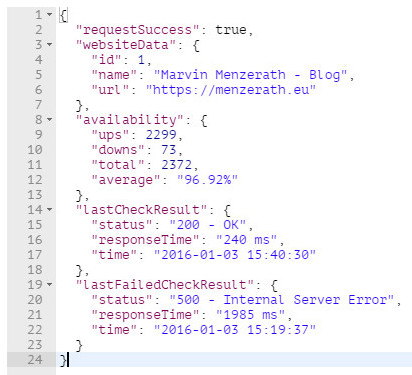 1 {
2   "requestSuccess": true,
3   "websiteData": {
4     "id": 1,
5     "name": "Marvin Menzerath - Blog",
6     "url": "https://menzerath.eu"
7   },
8   "availability": {
9     "ups": 2299,
10     "downs": 73,
11     "total": 2372,
12     "average": "96.92%"
13   },
14   "lastCheckResult": {
15     "status": "200 - OK",
16     "responseTime": "240 ms",
17     "time": "2016-01-03 15:40:30"
18   },
19   "lastFailedCheckResult": {
20     "status": "500 - Internal Server Error",
21     "responseTime": "1985 ms",
22     "time": "2016-01-03 15:19:37"
23   }
24 }